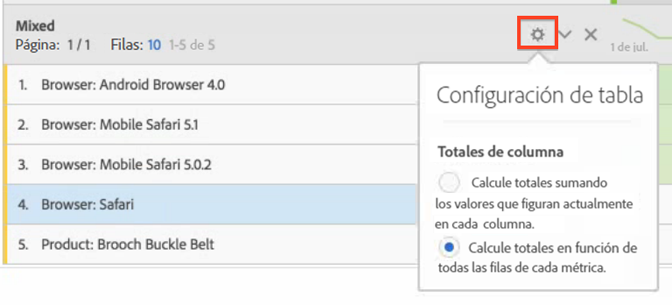 Mixed
Página: 1 / 1 Filas: 10 1-5 de 5
1 de jul.
1. Browser: Android Browser 4.0
2. Browser: Mobile Safari 5.1
3. Browser: Mobile Safari 5.0.2
4. Browser: Safari
5. Product: Brooch Buckle Belt
Configuración de tabla
Totales de columna
Calcule totales sumando
los valores que figuran actualmente
en cada columna.
Calcule totales en función de
todas las filas de cada métrica.